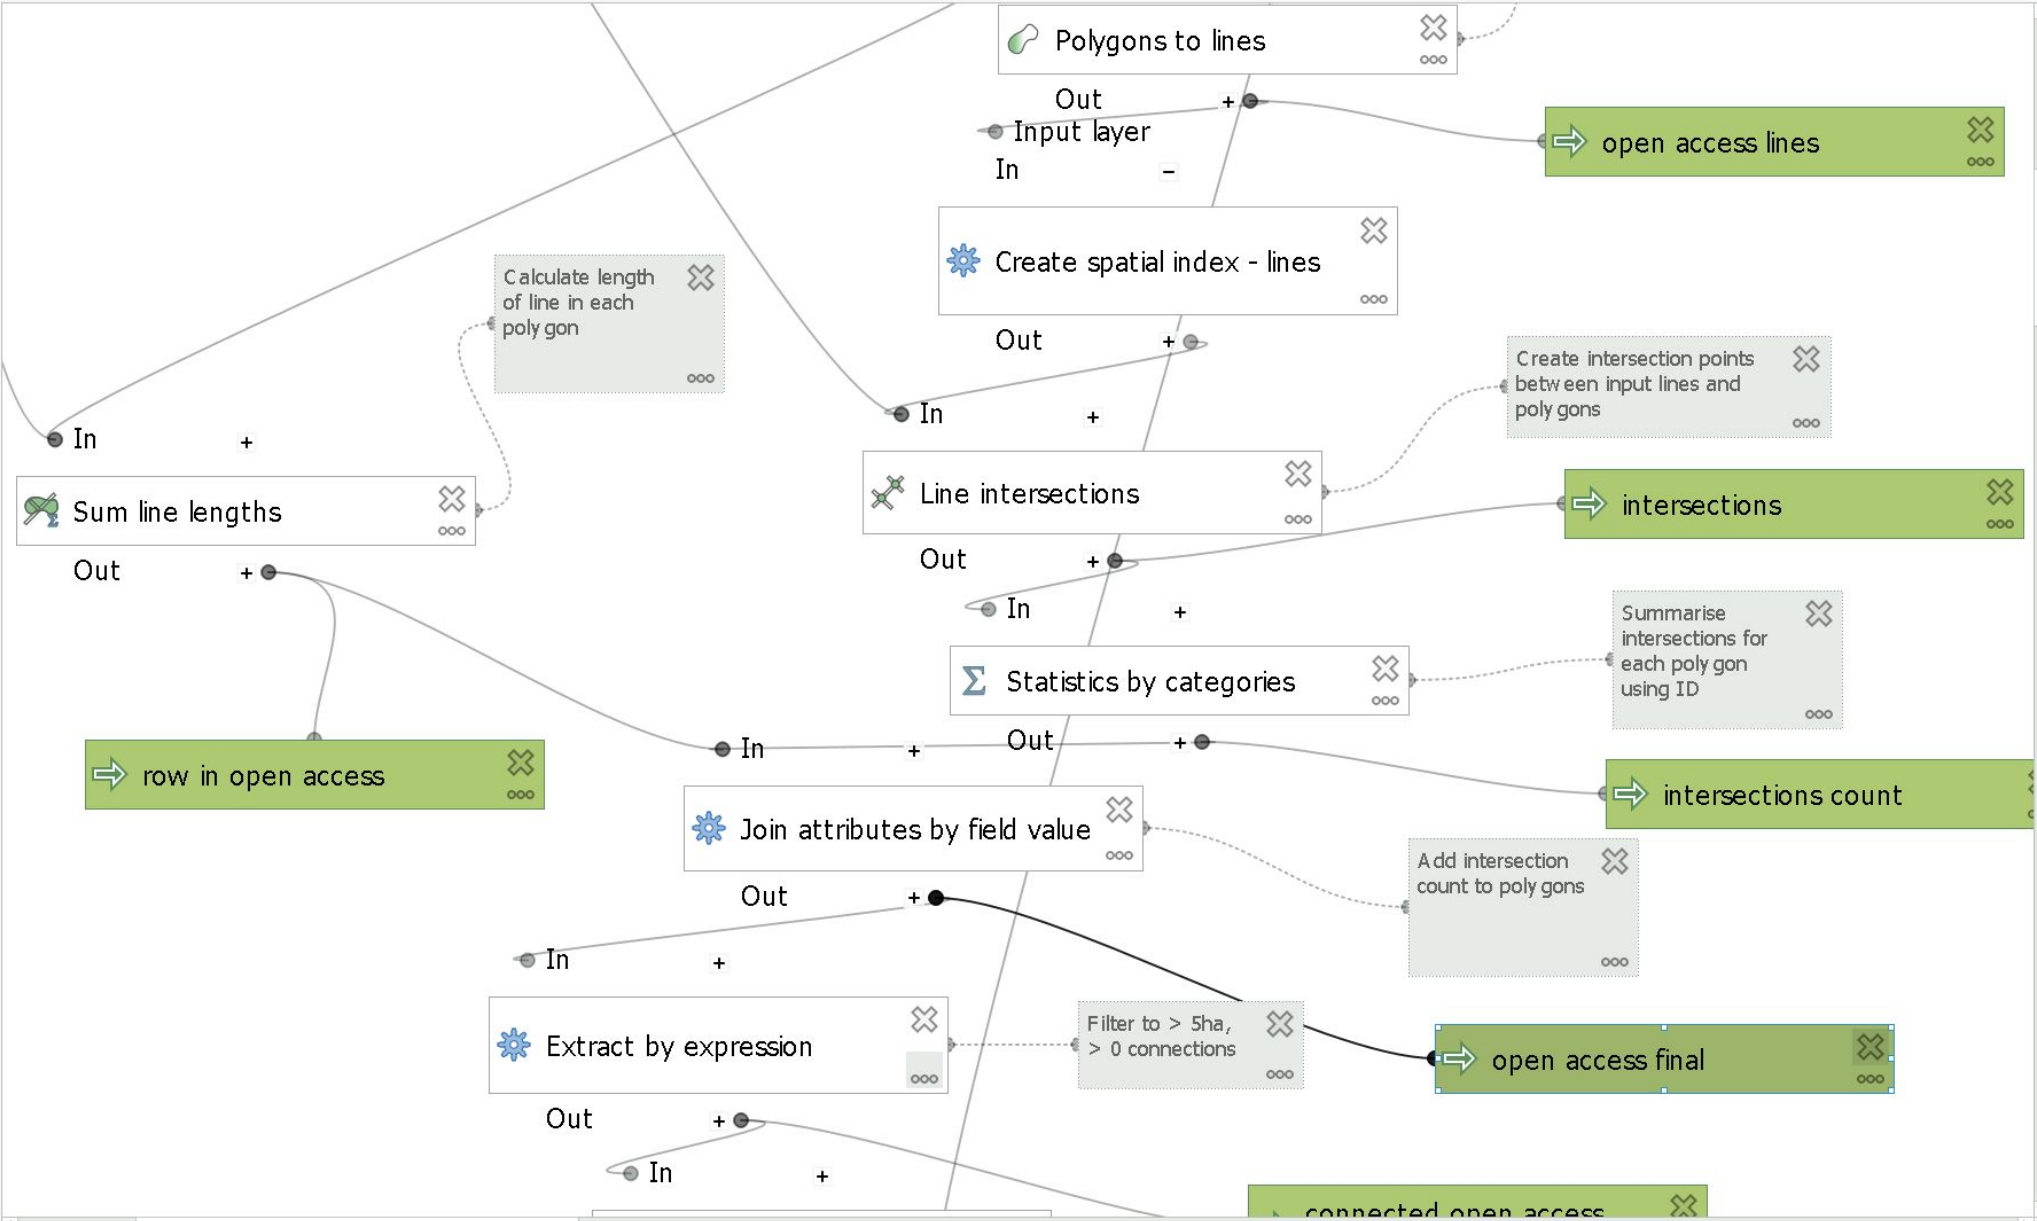 Polygons to lines
Out +
Input layer
In -
open access lines
Create spatial index - lines
Out +
Calculate length
of line in each
polygon
Create intersection points
between input lines and
polygons
In +
In +
Line intersections
Sum line lengths
intersections
Out +
Out +
In +
Summarise
intersections for
each polygon
using ID
Statistics by categories
Out +
In +
row in open access
intersections count
Join attributes by field value
Add intersection
count to polygons
Out +
In +
Filter to > 5ha,
> 0 connections
Extract by expression
open access final
Out +
In +
connected open access